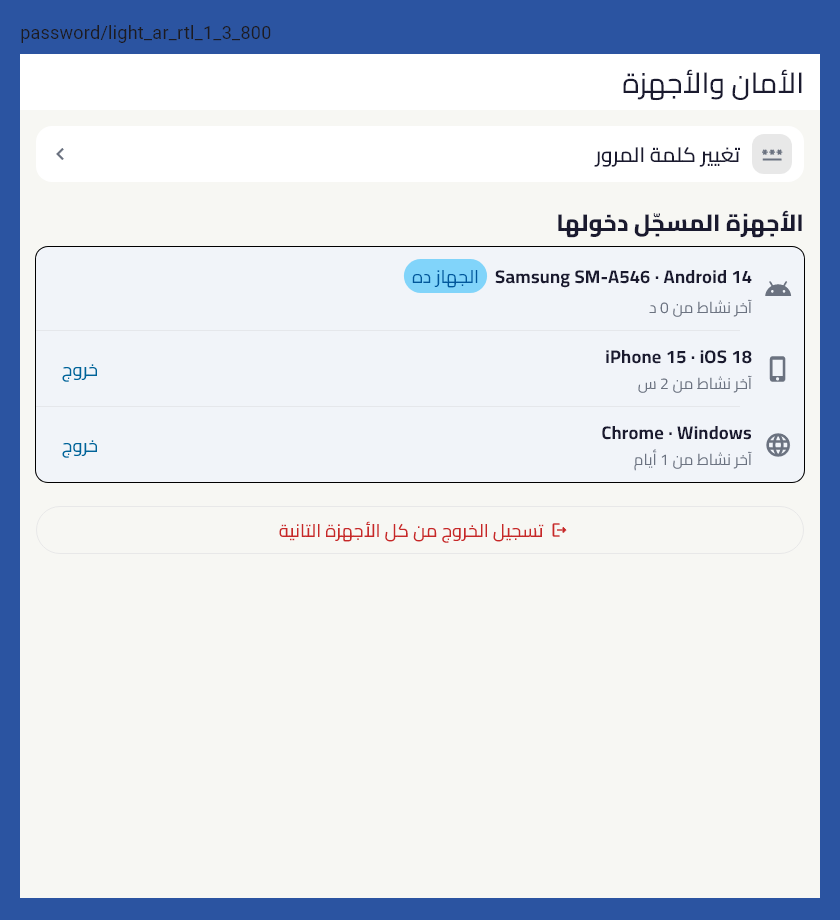 password/light_ar_rtl_1_3_800
الأمان والأجهزة
تغيير كلمة المرور
الأجهزة المسجّل دخولها
Samsung SM-A546 · Android 14 الجهاز ده
آخر نشاط من 0 د
iPhone 15 · iOS 18
آخر نشاط من 2 س
خروج
Chrome · Windows
آخر نشاط من 1 أيام
خروج
تسجيل الخروج من كل الأجهزة التانية